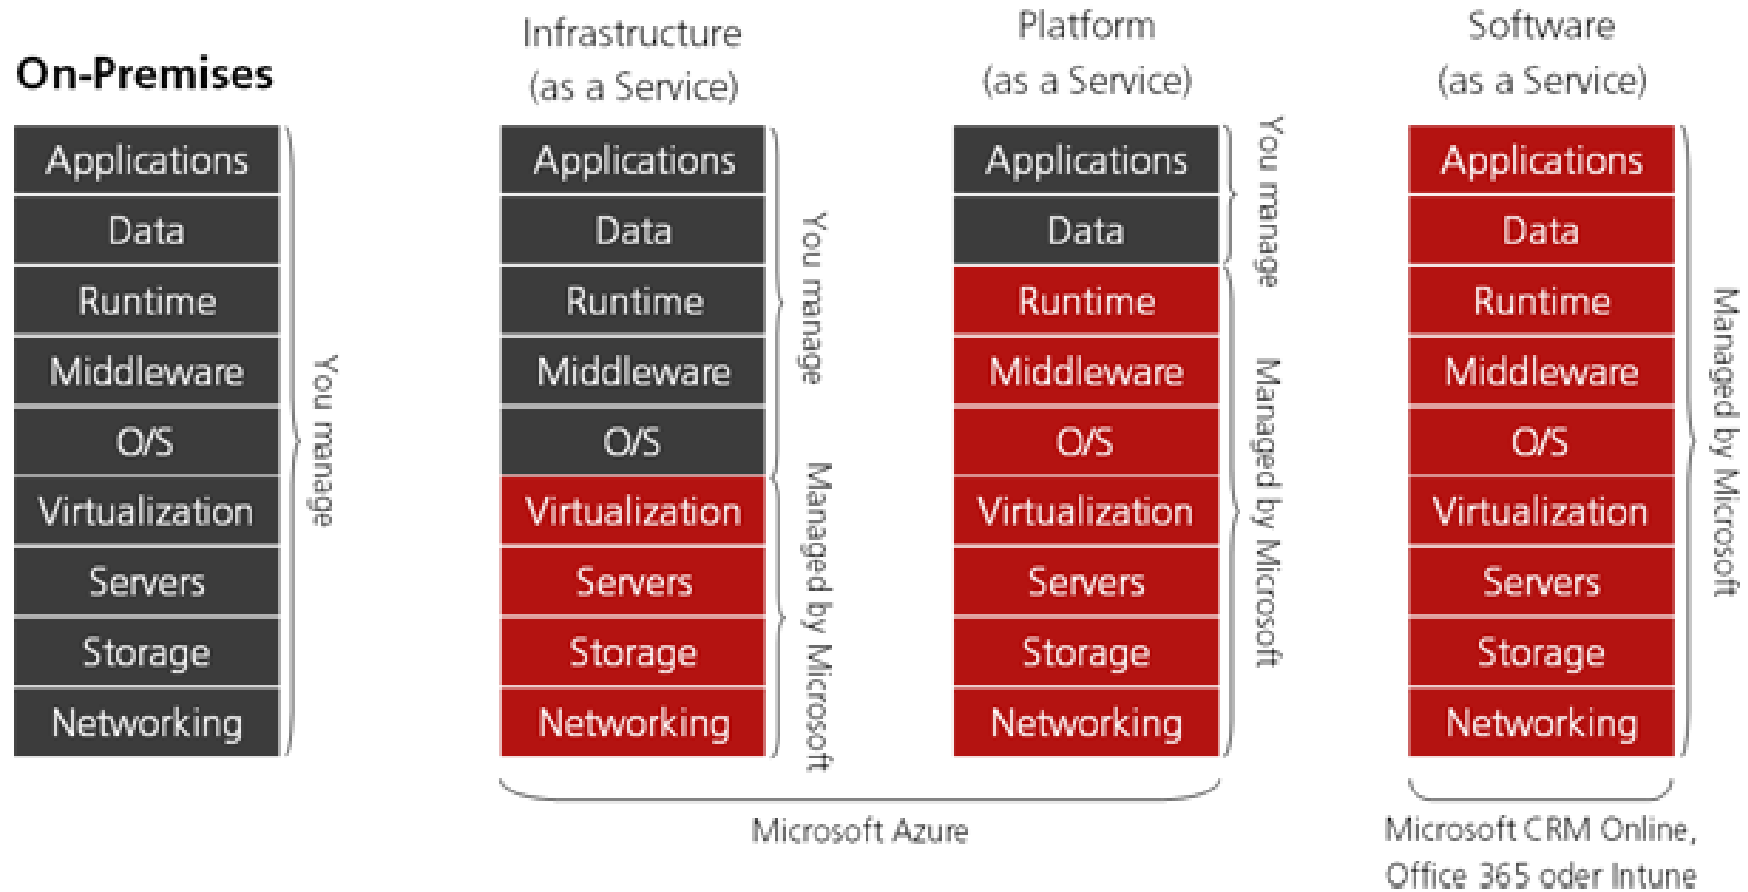 On-Premises
Applications
Data
Runtime
Middleware
O/S
Virtualization
Servers
Storage
Networking
You manage
Infrastructure
(as a Service)
Applications
Data
Runtime
Middleware
O/S
Virtualization
Servers
Storage
Networking
You manage
Managed by Microsoft
Platform
(as a Service)
Applications
Data
Runtime
Middleware
O/S
Virtualization
Servers
Storage
Networking
You manage
Managed by Microsoft
Microsoft Azure
Software
(as a Service)
Applications
Data
Runtime
Middleware
O/S
Virtualization
Servers
Storage
Networking
Managed by Microsoft
Microsoft CRM Online,
Office 365 oder Intune